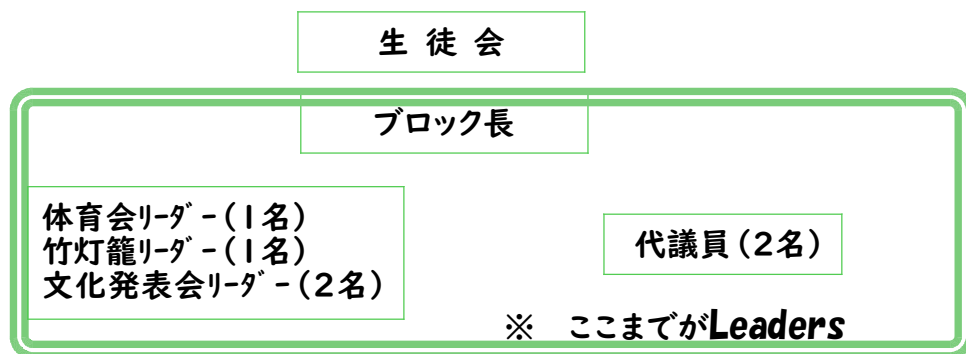 生 徒 会
ブロック長
体育会ﾘｰﾀﾞｰ(1名)
竹灯籠ﾘｰﾀﾞｰ(1名)
文化発表会ﾘｰﾀﾞｰ(2名)
代議員(2名)
※　ここまでがLeaders